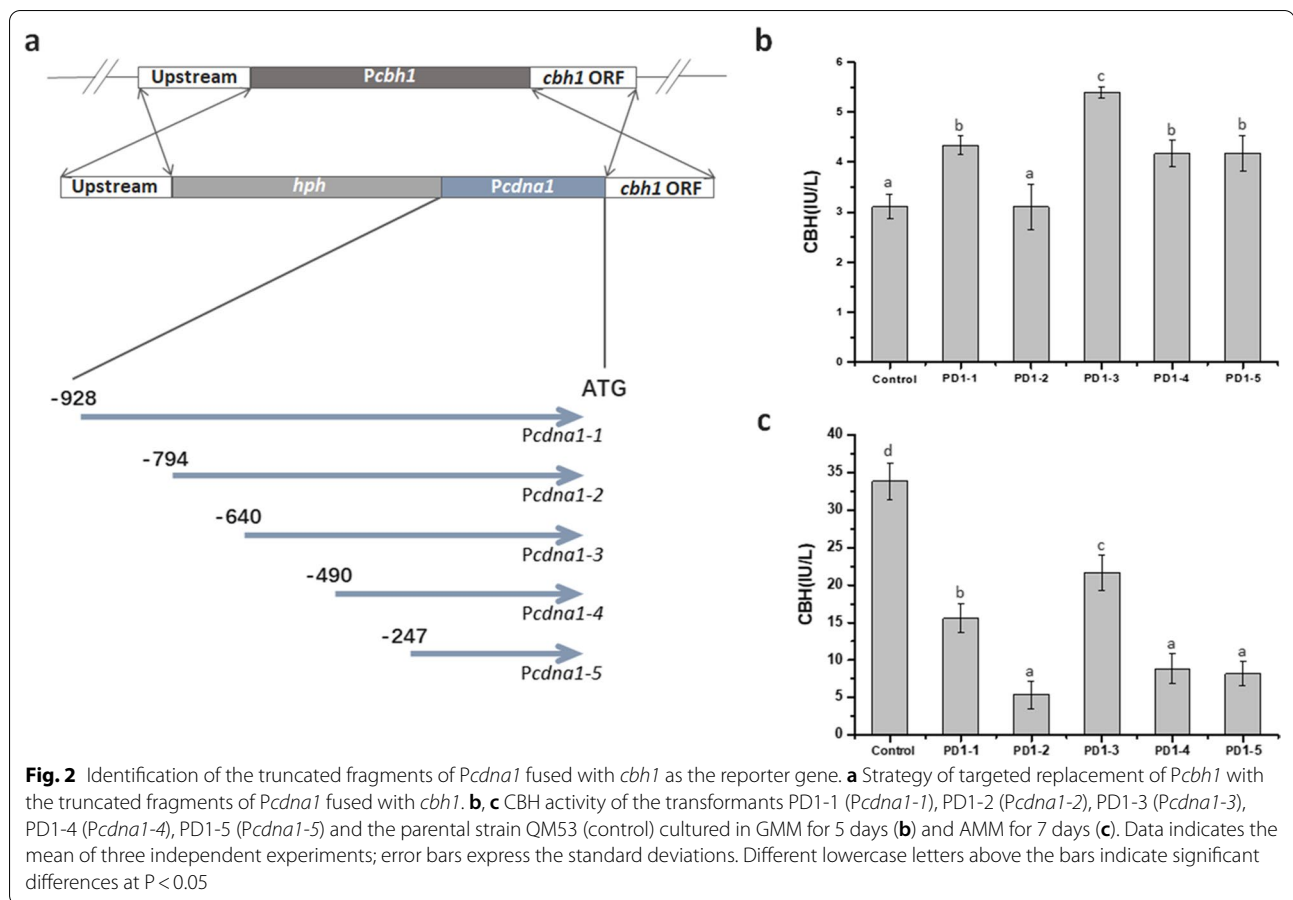 a
Upstream Pcbh1 cbh1 ORF
Upstream hph Pcdna1 cbh1 ORF
ATG
-928
Pcdna1-1
-794
Pcdna1-2
-640
Pcdna1-3
-490
Pcdna1-4
-247
Pcdna1-5
b
CBH(IU/L)
6
5
4
3
2
1
0
a b a c b b
Control PD1-1 PD1-2 PD1-3 PD1-4 PD1-5
c
CBH(IU/L)
40
35
30
25
20
15
10
5
0
d b a c a a
Control PD1-1 PD1-2 PD1-3 PD1-4 PD1-5
Fig. 2 Identification of the truncated fragments of Pcdna1 fused with cbh1 as the reporter gene. a Strategy of targeted replacement of Pcbh1 with
the truncated fragments of Pcdna1 fused with cbh1. b, c CBH activity of the transformants PD1-1 (Pcdna1-1), PD1-2 (Pcdna1-2), PD1-3 (Pcdna1-3),
PD1-4 (Pcdna1-4), PD1-5 (Pcdna1-5) and the parental strain QM53 (control) cultured in GMM for 5 days (b) and AMM for 7 days (c). Data indicates the
mean of three independent experiments; error bars express the standard deviations. Different lowercase letters above the bars indicate significant
differences at P < 0.05